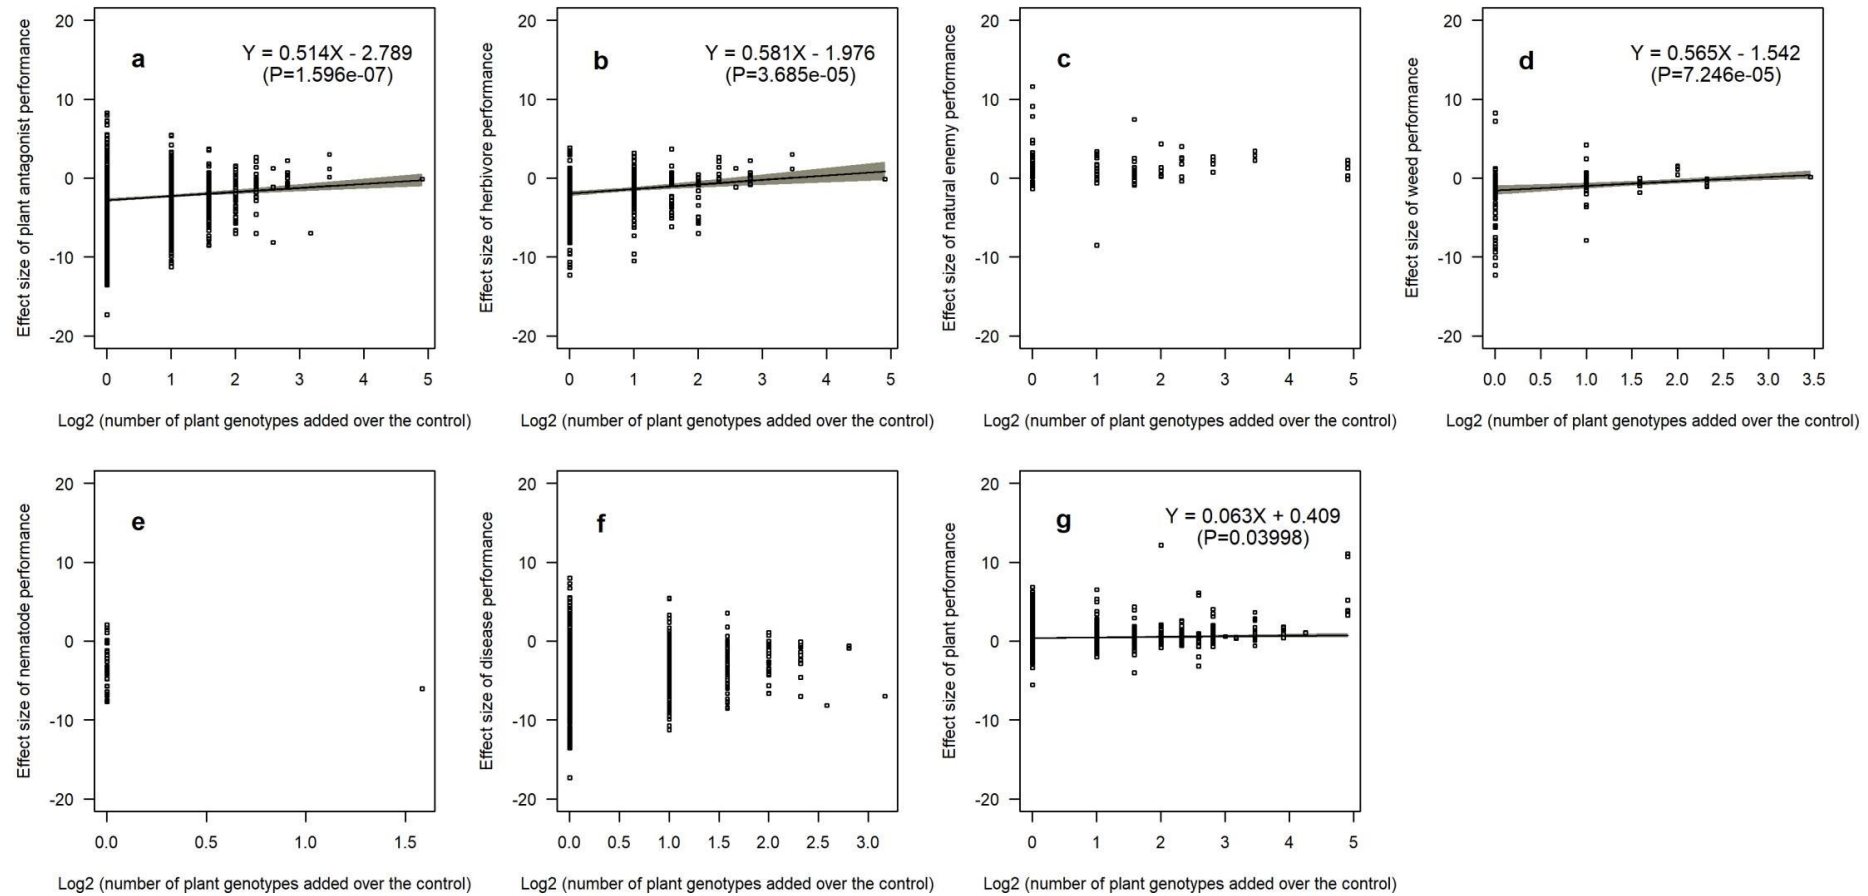 Effect size of plant antagonist performance
20
10
0
-10
-20
a
Y = 0.514X - 2.789
(P=1.596e-07)
0 1 2 3 4 5
Log2 (number of plant genotypes added over the control)
Effect size of herbivore performance
20
10
0
-10
-20
b
Y = 0.581X - 1.976
(P=3.685e-05)
0 1 2 3 4 5
Log2 (number of plant genotypes added over the control)
Effect size of natural enemy performance
20
10
0
-10
-20
c
0 1 2 3 4 5
Log2 (number of plant genotypes added over the control)
Effect size of weed performance
20
10
0
-10
-20
d
Y = 0.565X - 1.542
(P=7.246e-05)
0.0 0.5 1.0 1.5 2.0 2.5 3.0 3.5
Log2 (number of plant genotypes added over the control)
Effect size of nematode performance
20
10
0
-10
-20
e
0.0 0.5 1.0 1.5
Log2 (number of plant genotypes added over the control)
Effect size of disease performance
20
10
0
-10
-20
f
0.0 0.5 1.0 1.5 2.0 2.5 3.0
Log2 (number of plant genotypes added over the control)
Effect size of plant performance
20
10
0
-10
-20
g
Y = 0.063X + 0.409
(P=0.03998)
0 1 2 3 4 5
Log2 (number of plant genotypes added over the control)